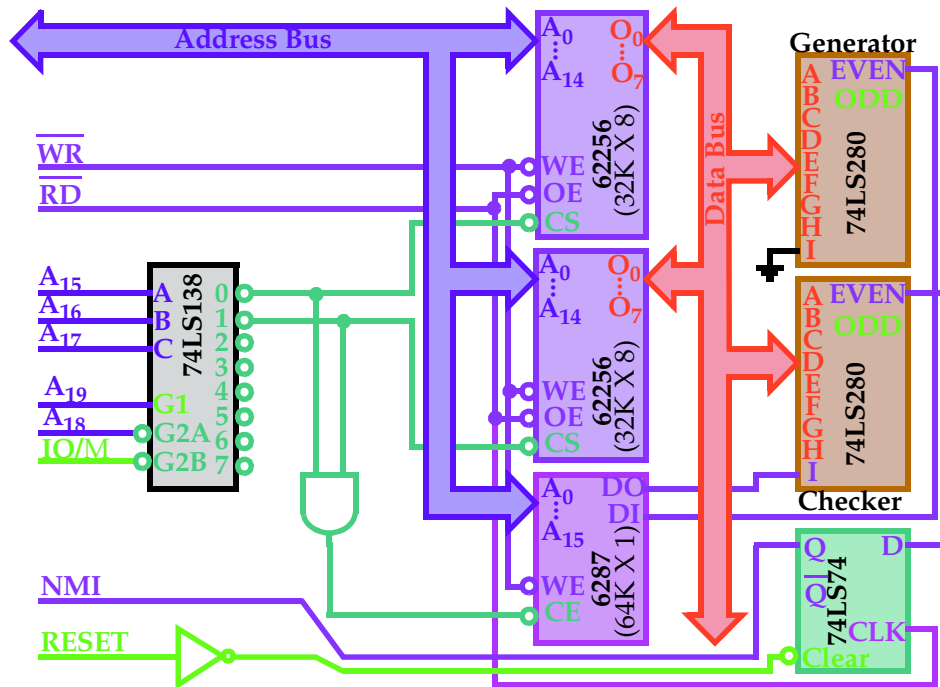 Address Bus
A0
A14
O0
O7
WE
OE
CS
62256
(32K X 8)
Data Bus
Generator
A
B
C
D
E
F
G
H
I
EVEN
ODD
74LS280
WR
RD
A15
A16
A17
A19
A18
IO/M
A
B
C
G1
G2A
G2B
74LS138
0
1
2
3
4
5
6
7
A0
A14
O0
O7
WE
OE
CS
62256
(32K X 8)
A
B
C
D
E
F
G
H
I
EVEN
ODD
74LS280
Checker
A0
A15
DO
DI
WE
CE
6287
(64K X 1)
Q
Q
D
CLK
Clear
74LS74
NMI
RESET